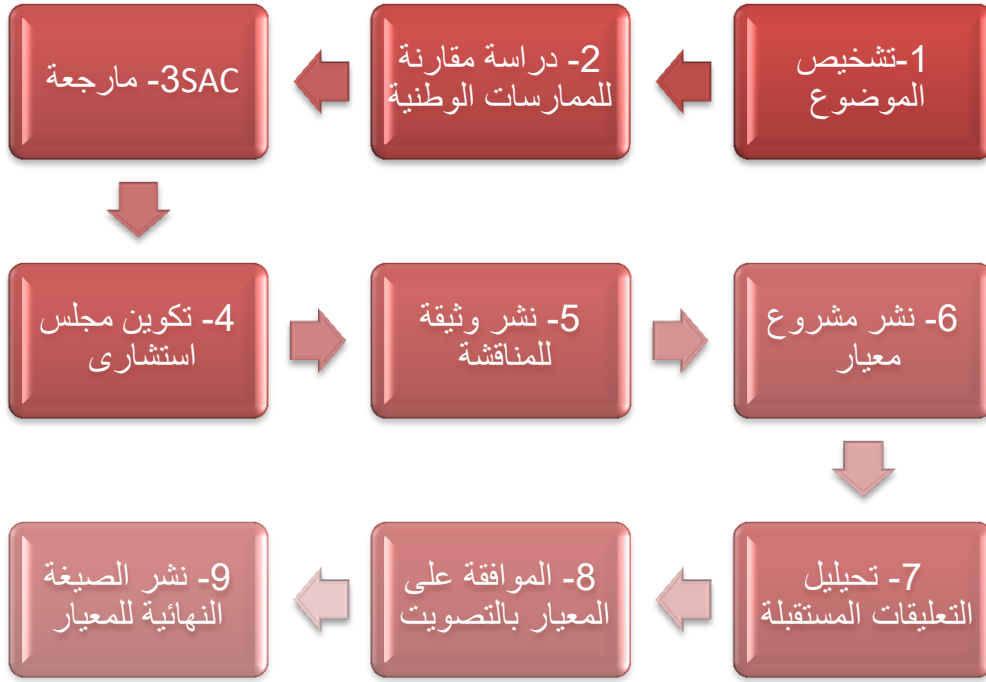 1-تشخيص
الموضوع
2- دراسة مقارنة
للممارسات الوطنية
3SAC- مارجعة
4- تكوين مجلس
استشارى
5- نشر وثيقة
للمناقشة
6- نشر مشروع
معيار
7- تحيليل
التعليقات المستقبلة
8- الموافقة على
المعيار بالتصويت
9- نشر الصيغة
النهائية للمعيار